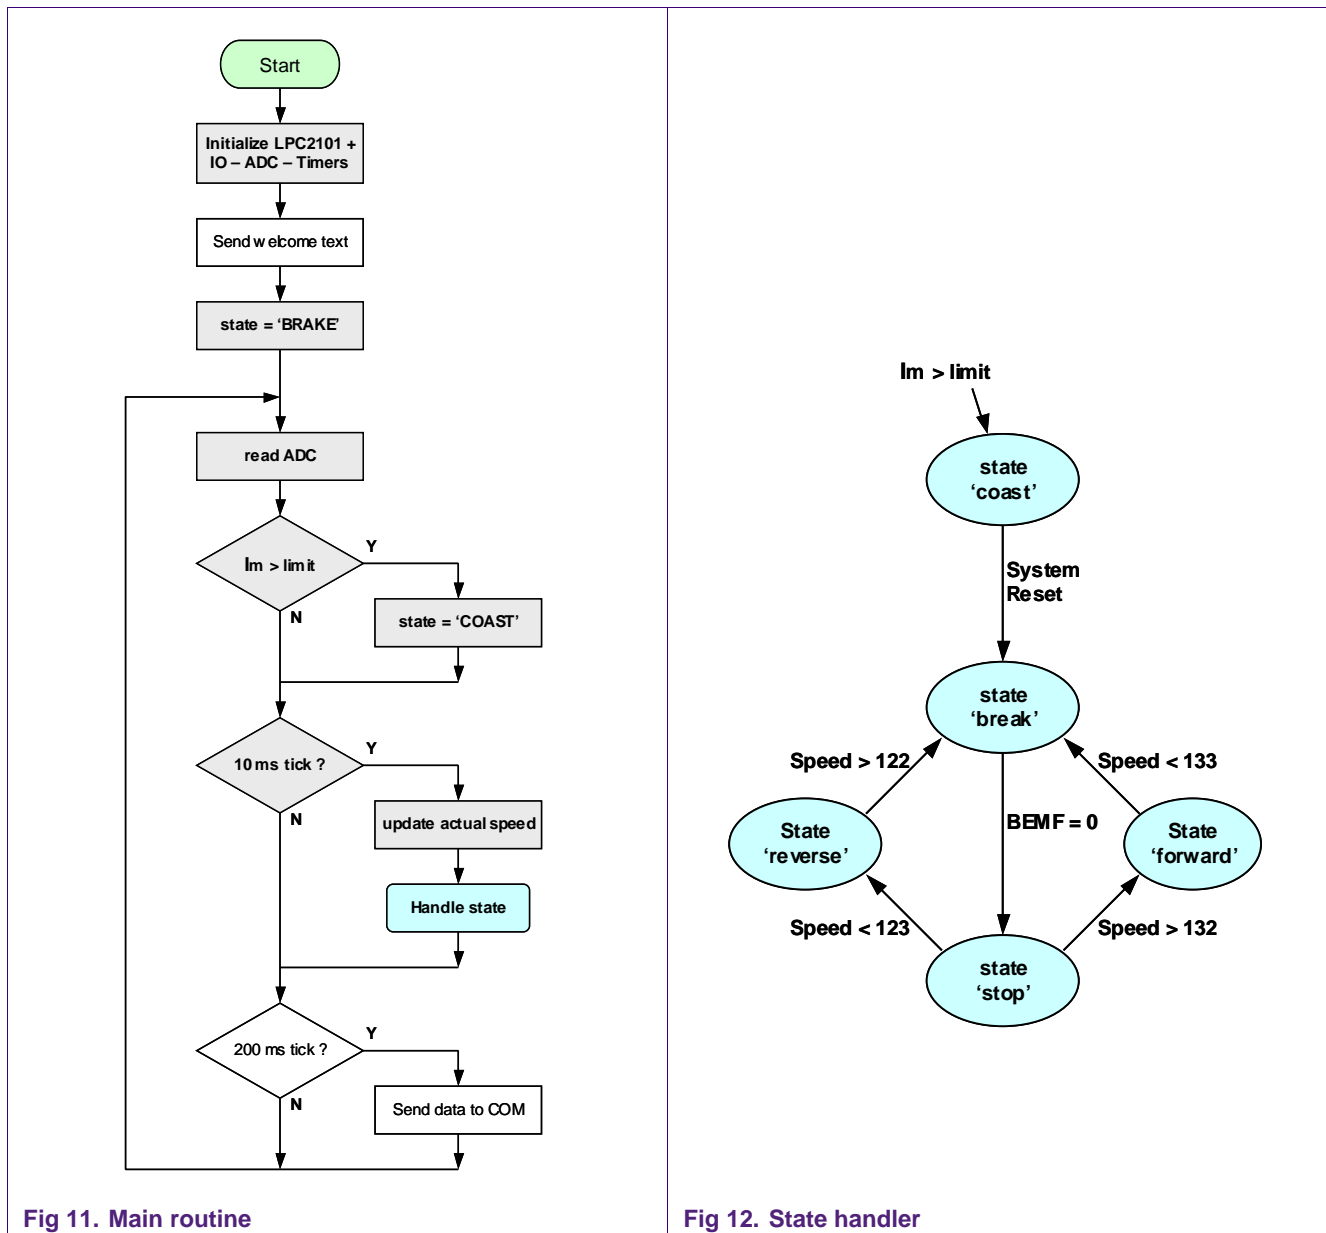 Start
Initialize LPC2101 +
IO – ADC – Timers
Send welcome text
state = ‘BRAKE’
read ADC
Im > limit
Y
N
state = ‘COAST’
10 ms tick ?
Y
N
update actual speed
Handle state
200 ms tick ?
Y
N
Send data to COM
Fig 11. Main routine
Im > limit
state
‘coast’
System
Reset
state
‘break’
Speed > 122
Speed < 133
State
‘reverse’
BEMF = 0
State
‘forward’
Speed < 123
Speed > 132
state
‘stop’
Fig 12. State handler